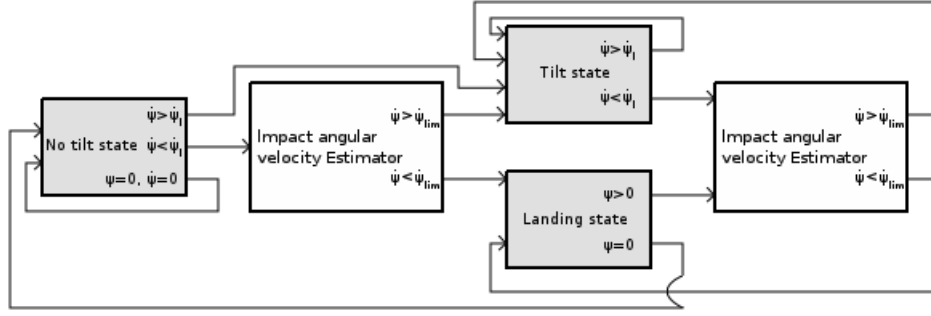 No tilt state
ψ̇>ψ̇ₗ
ψ̇<ψ̇ₗ
ψ=0, ψ̇=0
Impact angular
velocity Estimator
ψ̇>ψ̇lim
ψ̇<ψ̇lim
Tilt state
ψ̇>ψ̇ₗ
ψ̇<ψ̇ₗ
Landing state
ψ>0
ψ=0
Impact angular
velocity Estimator
ψ̇>ψ̇lim
ψ̇<ψ̇lim